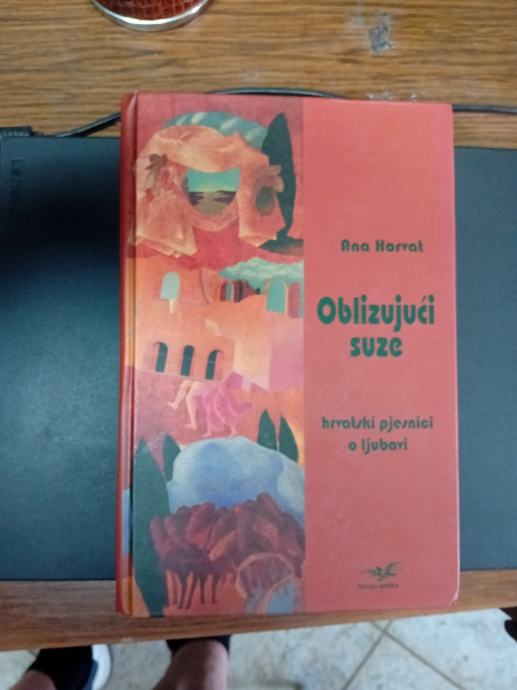 Ana Horvat
Oblizujući
suze
hrvatski pjesnici
o ljubavi